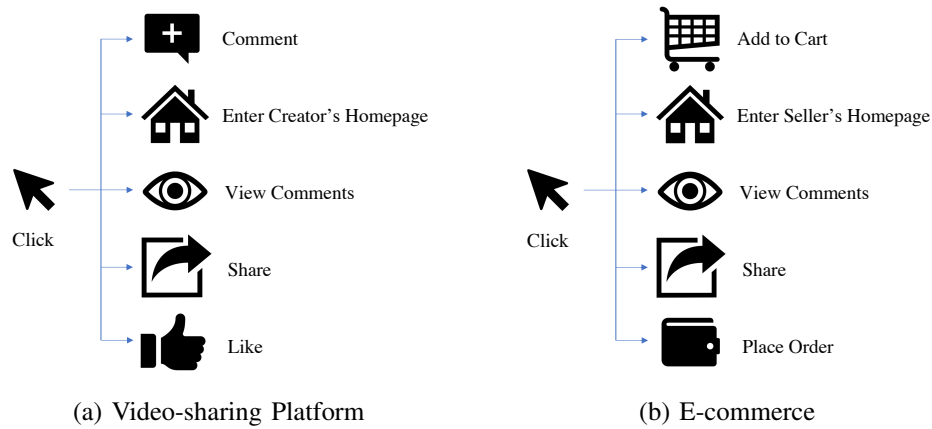 Comment
Enter Creator's Homepage
View Comments
Click
Share
Like
(a) Video-sharing Platform
Add to Cart
Enter Seller's Homepage
View Comments
Click
Share
Place Order
(b) E-commerce